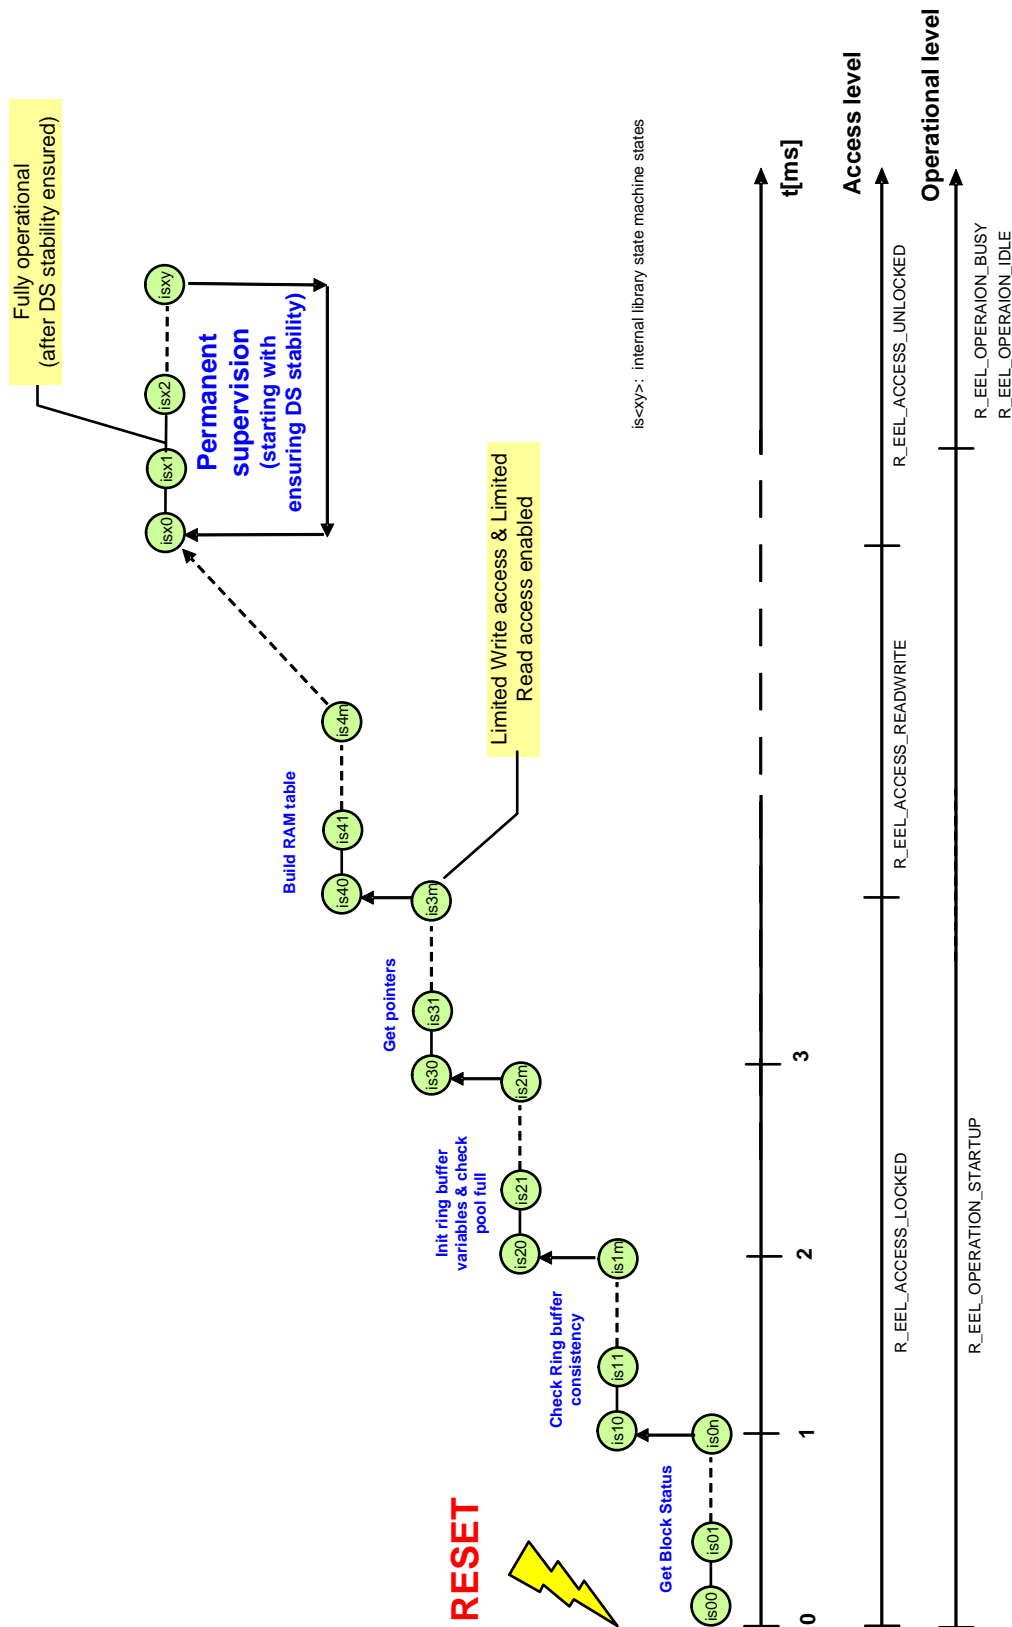 Fully operational
(after DS stability ensured)
isx0
isx1
isx2
isxy
Permanent
supervision
(starting with
ensuring DS stability)
Build RAM table
is40
is41
is4m
Get pointers
is30
is31
is3m
Limited Write access & Limited
Read access enabled
RESET
Init ring buffer
variables & check
pool full
is20
is21
is2m
Check Ring buffer
consistency
is10
is11
is1m
Get Block Status
is00
is01
is0n
is<xy>: internal library state machine states
0
1
2
3
t[ms]
Access level
R_EEL_ACCESS_LOCKED
R_EEL_ACCESS_READWRITE
R_EEL_ACCESS_UNLOCKED
Operational level
R_EEL_OPERATION_STARTUP
R_EEL_OPERAION_BUSY
R_EEL_OPERAION_IDLE